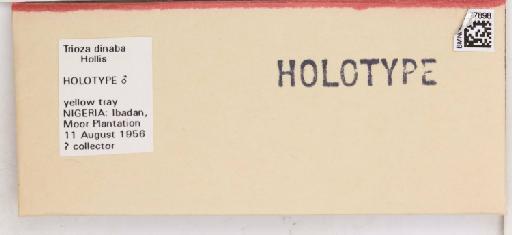 Trioza dinaba
Hollis
HOLOTYPE ♂
yellow tray
NIGERIA: Ibadan,
Moor Plantation
11 August 1956
? collector
HOLOTYPE